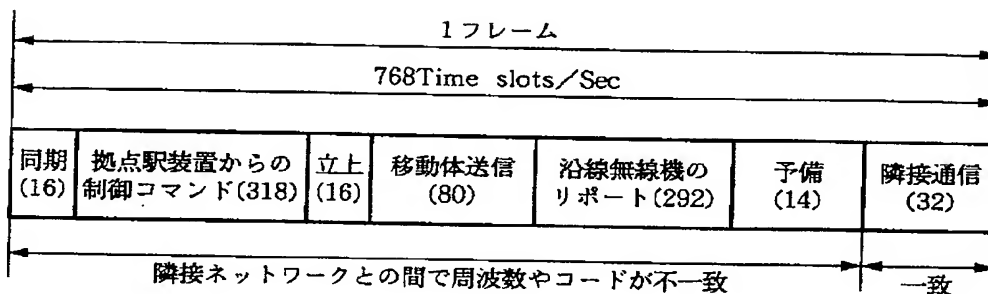 1フレーム
768Time slots/Sec
同期
(16)
拠点駅装置からの
制御コマンド(318)
立上
(16)
移動体送信
(80)
沿線無線機の
リポート(292)
予備
(14)
隣接通信
(32)
隣接ネットワークとの間で周波数やコードが不一致
一致